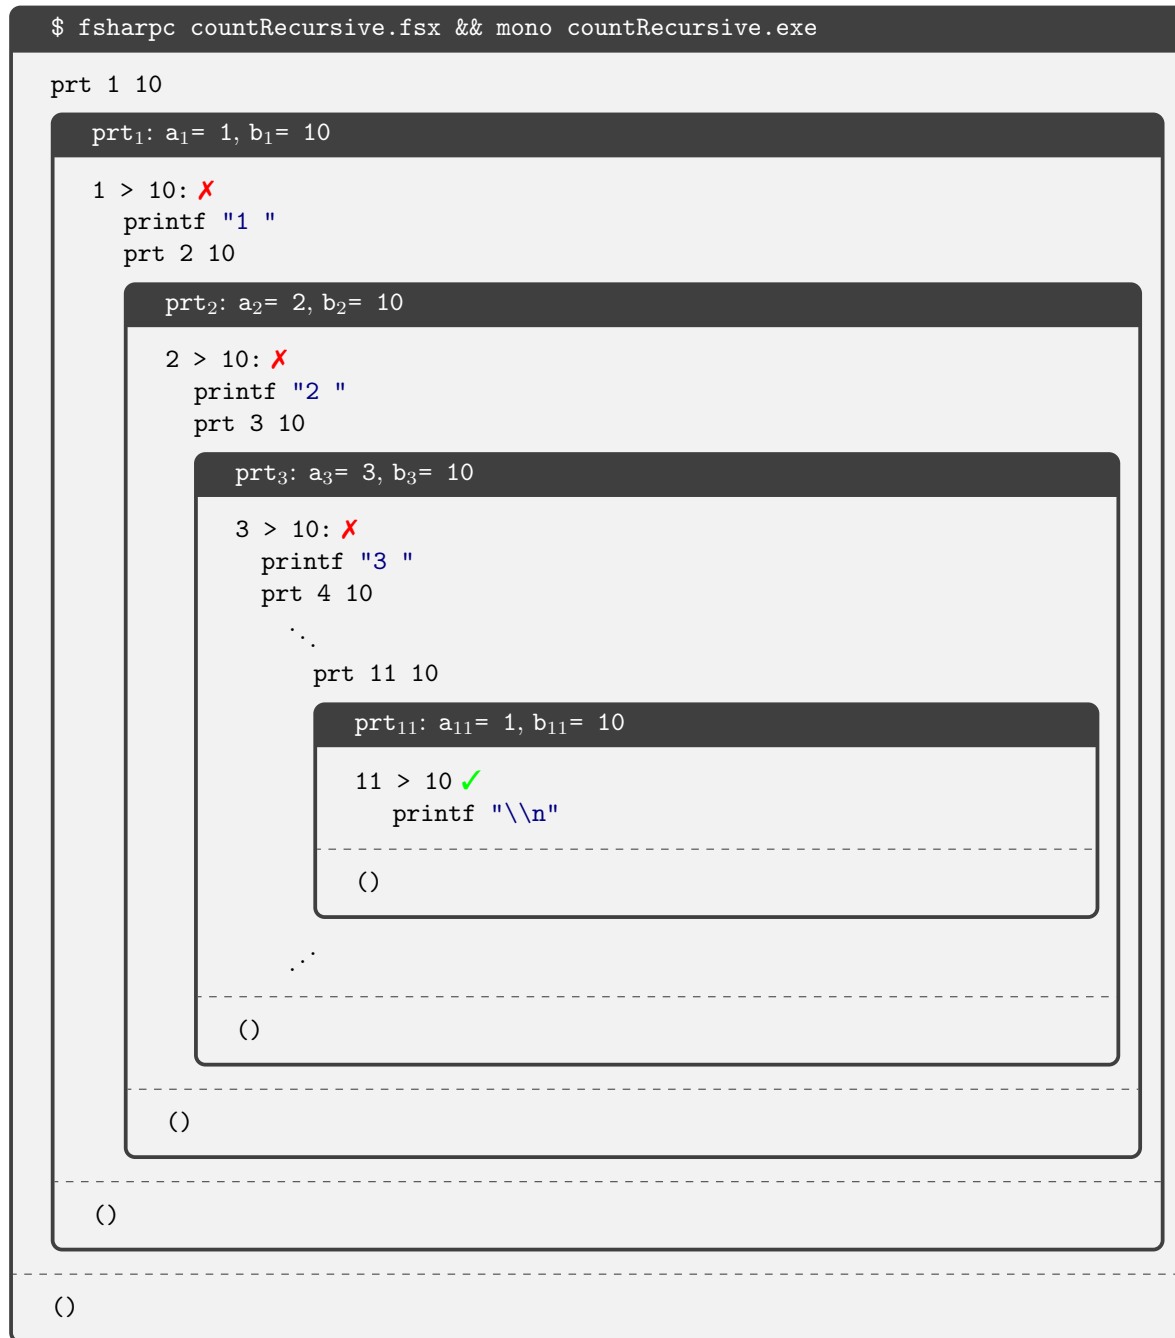 $ fsharpc countRecursive.fsx && mono countRecursive.exe
prt 1 10
prt₁: a₁= 1, b₁= 10
1 > 10: ✗
printf "1 "
prt 2 10
prt₂: a₂= 2, b₂= 10
2 > 10: ✗
printf "2 "
prt 3 10
prt₃: a₃= 3, b₃= 10
3 > 10: ✗
printf "3 "
prt 4 10
⋱
prt 11 10
prt₁₁: a₁₁= 1, b₁₁= 10
11 > 10 ✓
printf "\\n"
()
⋰
()
()
()
()